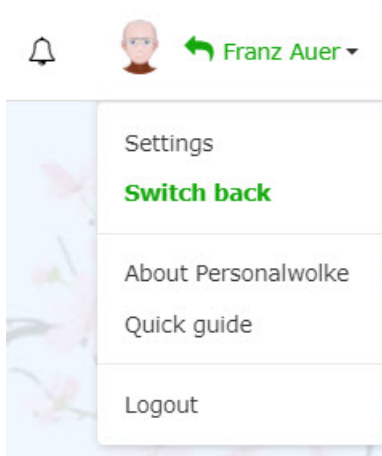 Franz Auer
Settings
Switch back
About Personalwolke
Quick guide
Logout